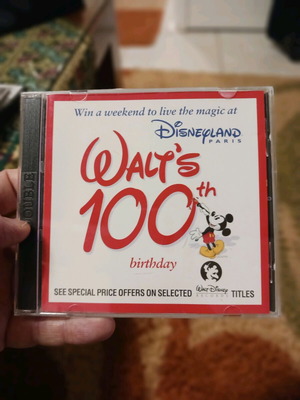 Win a weekend to live the magic at
DISNEYLAND
PARIS
WALT'S
100th
birthday
SEE SPECIAL PRICE OFFERS ON SELECTED WALT DISNEY RECORDS TITLES
DOUBLE